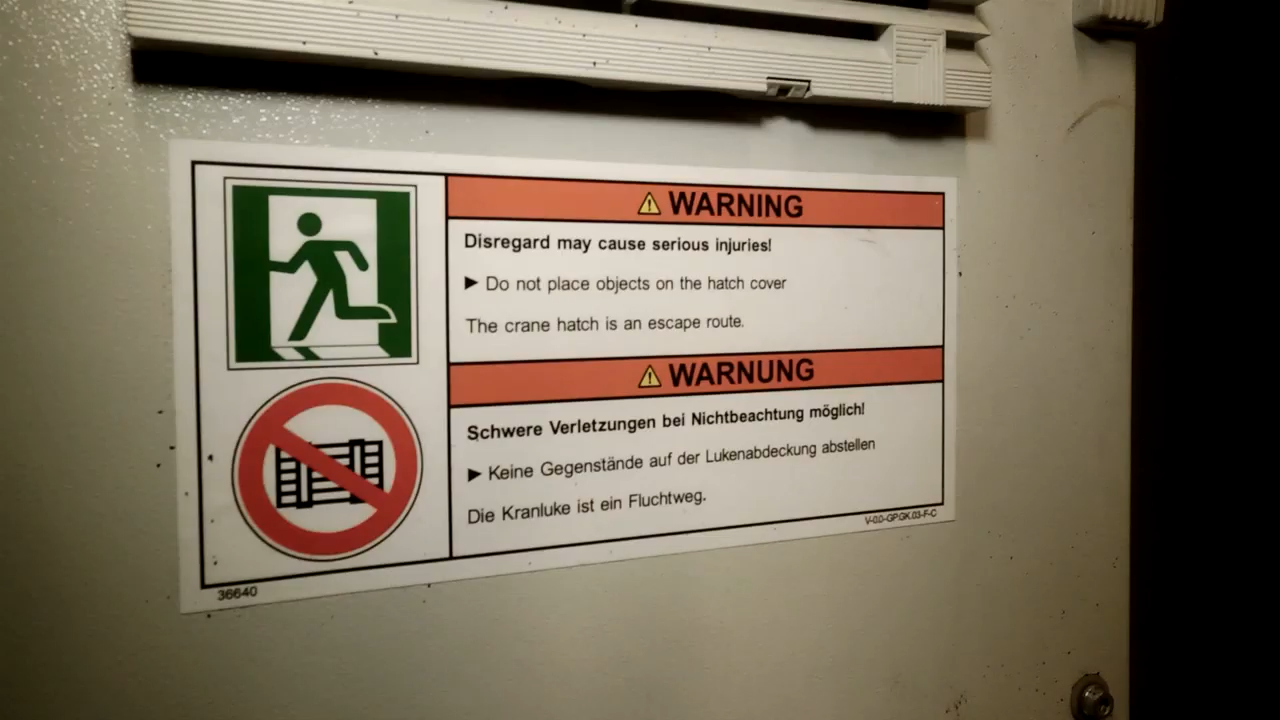 WARNING
Disregard may cause serious injuries!
► Do not place objects on the hatch cover
The crane hatch is an escape route.
WARNUNG
Schwere Verletzungen bei Nichtbeachtung möglich!
► Keine Gegenstände auf der Lukenabdeckung abstellen
Die Kranluke ist ein Fluchtweg.
36640